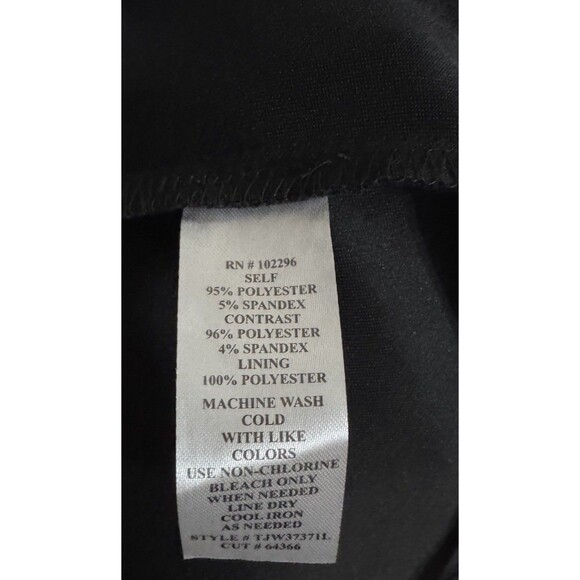 RN # 102296
SELF
95% POLYESTER
5% SPANDEX
CONTRAST
96% POLYESTER
4% SPANDEX
LINING
100% POLYESTER
MACHINE WASH
COLD
WITH LIKE
COLORS
USE NON-CHLORINE
BLEACH ONLY
WHEN NEEDED
LINE DRY
COOL IRON
AS NEEDED
STYLE # TJW37371L
CUT # 64366